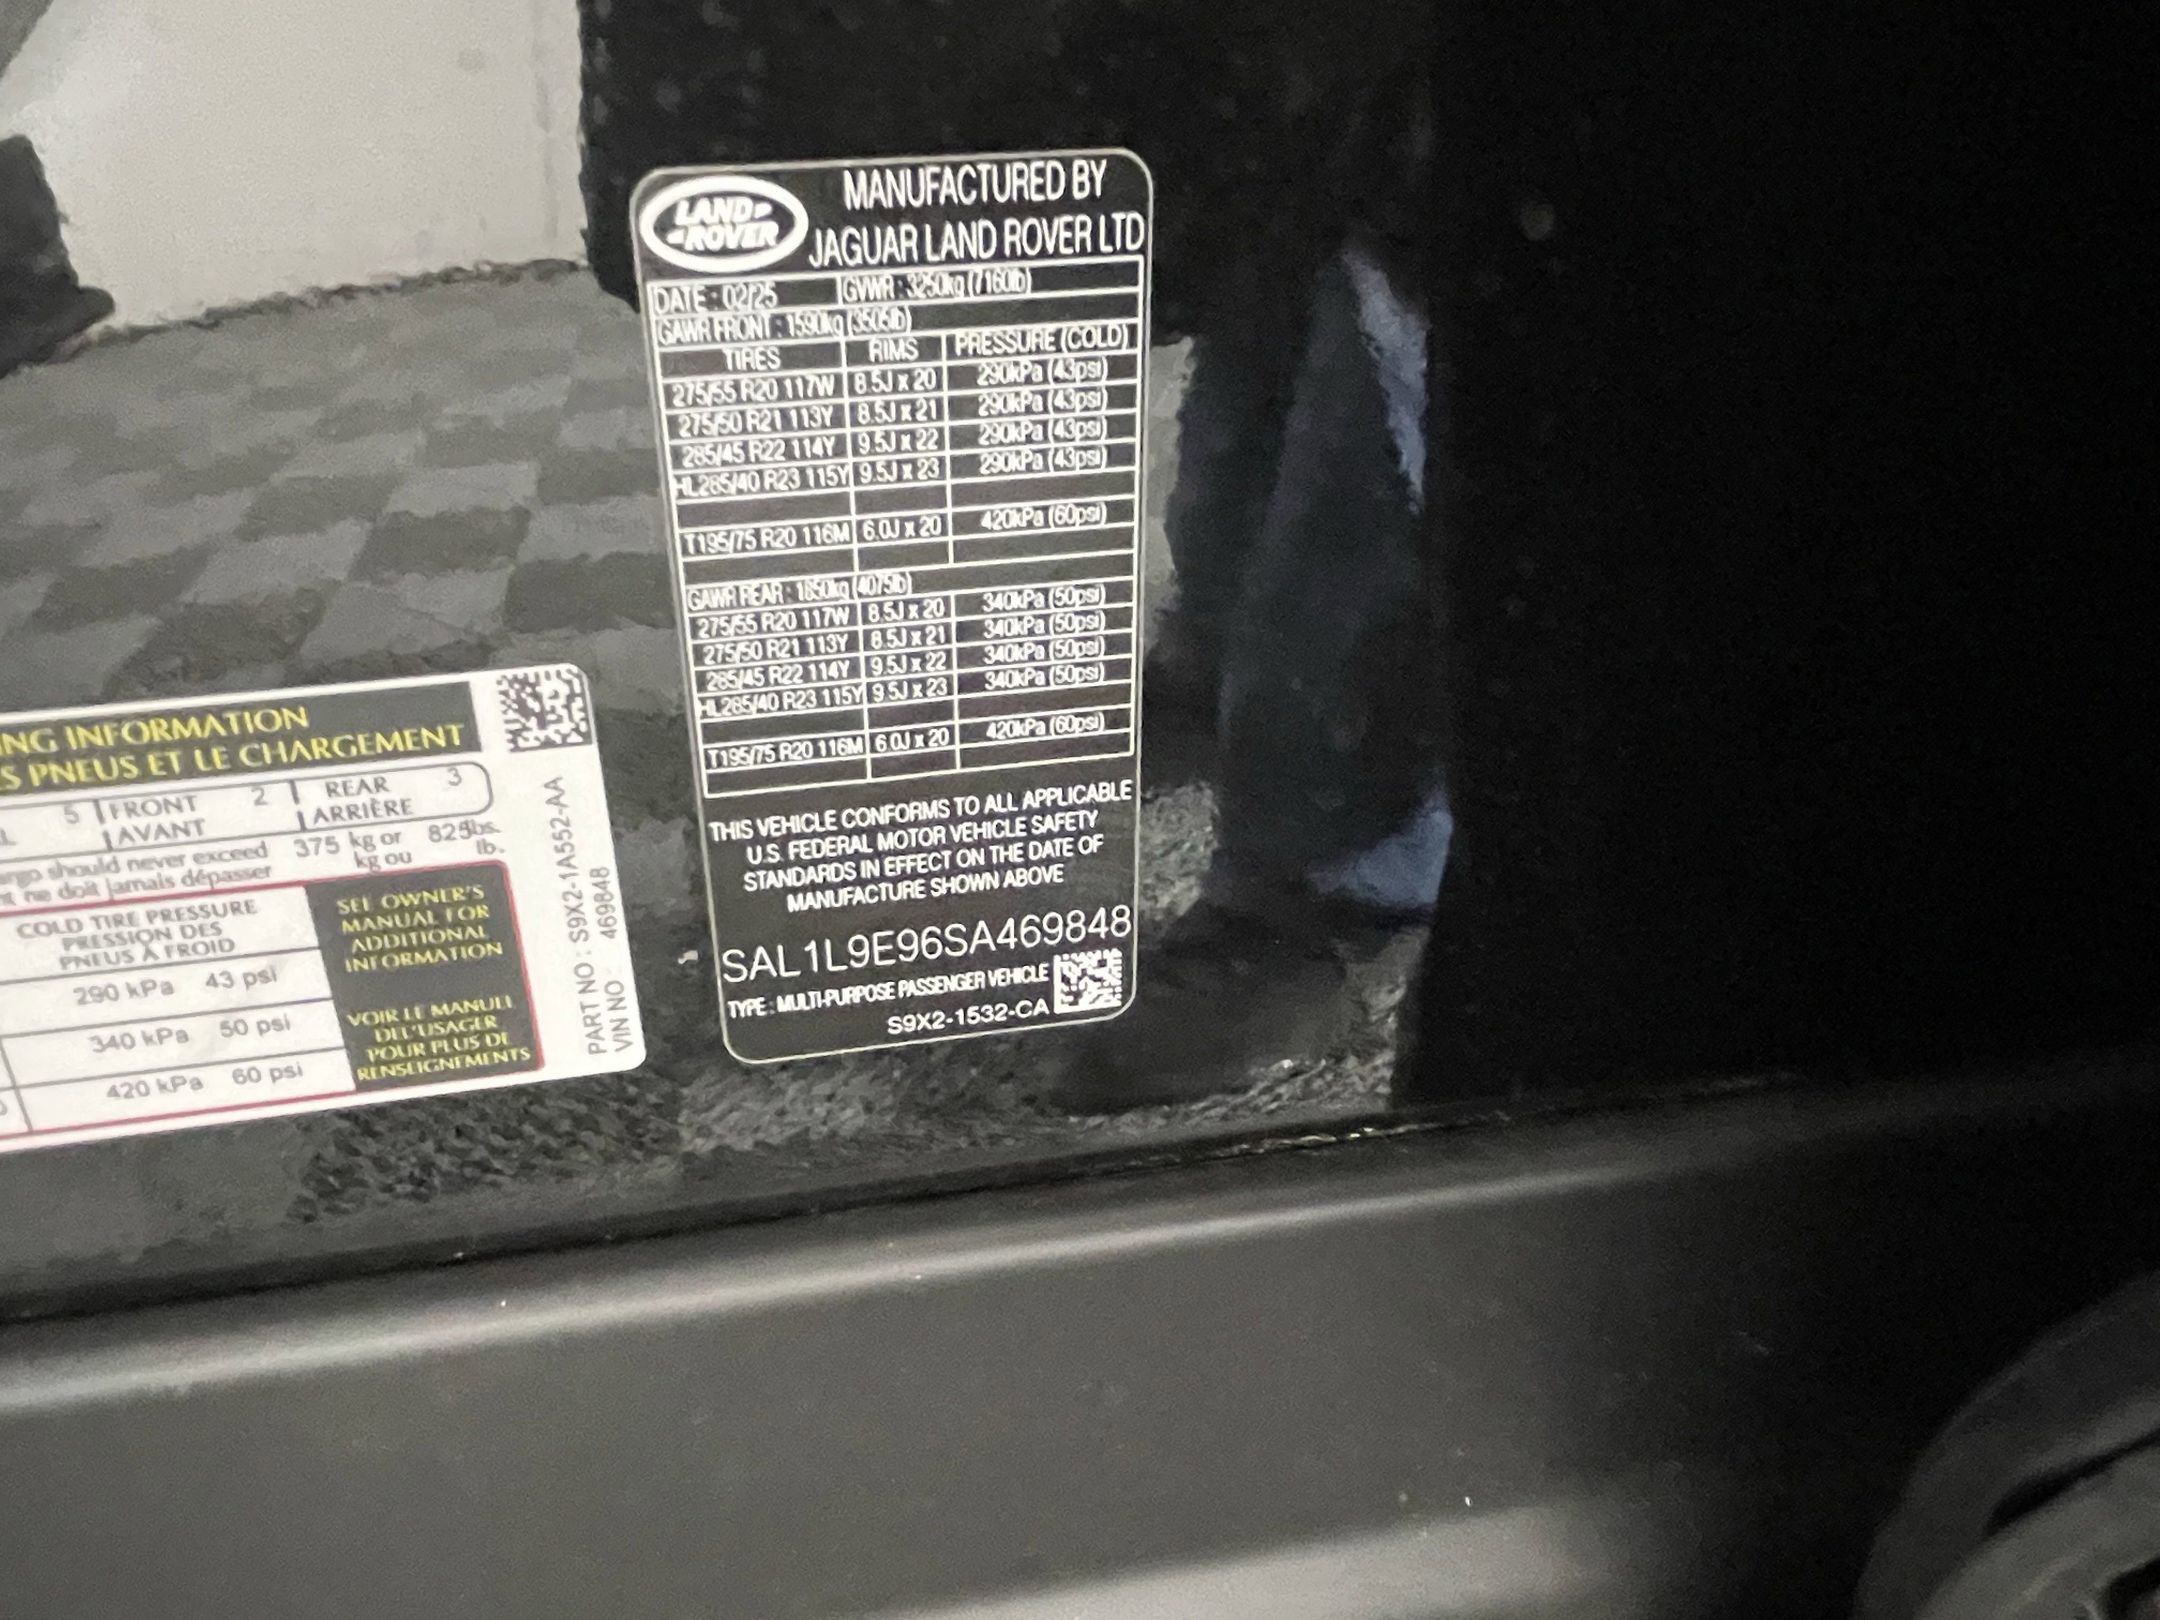 LAND
ROVER
MANUFACTURED BY
JAGUAR LAND ROVER LTD
DATE : 02/25 GVWR : 3250kg (7160lb)
GAWR FRONT : 1590kg (3505lb)
TIRES RIMS PRESSURE (COLD)
275/55 R20 117W 8.5J x 20 290kPa (43psi)
275/50 R21 113Y 8.5J x 21 290kPa (43psi)
285/45 R22 114Y 9.5J x 22 290kPa (43psi)
HL285/40 R23 115Y 9.5J x 23 290kPa (43psi)
T195/75 R20 116M 6.0J x 20 420kPa (60psi)
GAWR REAR : 1850kg (4075lb)
275/55 R20 117W 8.5J x 20 340kPa (50psi)
275/50 R21 113Y 8.5J x 21 340kPa (50psi)
285/45 R22 114Y 9.5J x 22 340kPa (50psi)
HL285/40 R23 115Y 9.5J x 23 340kPa (50psi)
T195/75 R20 116M 6.0J x 20 420kPa (60psi)
THIS VEHICLE CONFORMS TO ALL APPLICABLE
U.S. FEDERAL MOTOR VEHICLE SAFETY
STANDARDS IN EFFECT ON THE DATE OF
MANUFACTURE SHOWN ABOVE
SAL1L9E96SA469848
TYPE : MULTI-PURPOSE PASSENGER VEHICLE
S9X2-1532-CA
ING INFORMATION
S PNEUS ET LE CHARGEMENT
L 5 FRONT 2 REAR 3
AVANT ARRIÈRE
rgo should never exceed 375 kg or 825lbs.
nt ne doit jamais dépasser kg ou lb.
COLD TIRE PRESSURE
PRESSION DES
PNEUS À FROID
290 kPa 43 psi
340 kPa 50 psi
420 kPa 60 psi
SEE OWNER'S
MANUAL FOR
ADDITIONAL
INFORMATION
VOIR LE MANUEL
DE L'USAGER
POUR PLUS DE
RENSEIGNEMENTS
PART NO : S9X2-1A552-AA
VIN NO : 469848